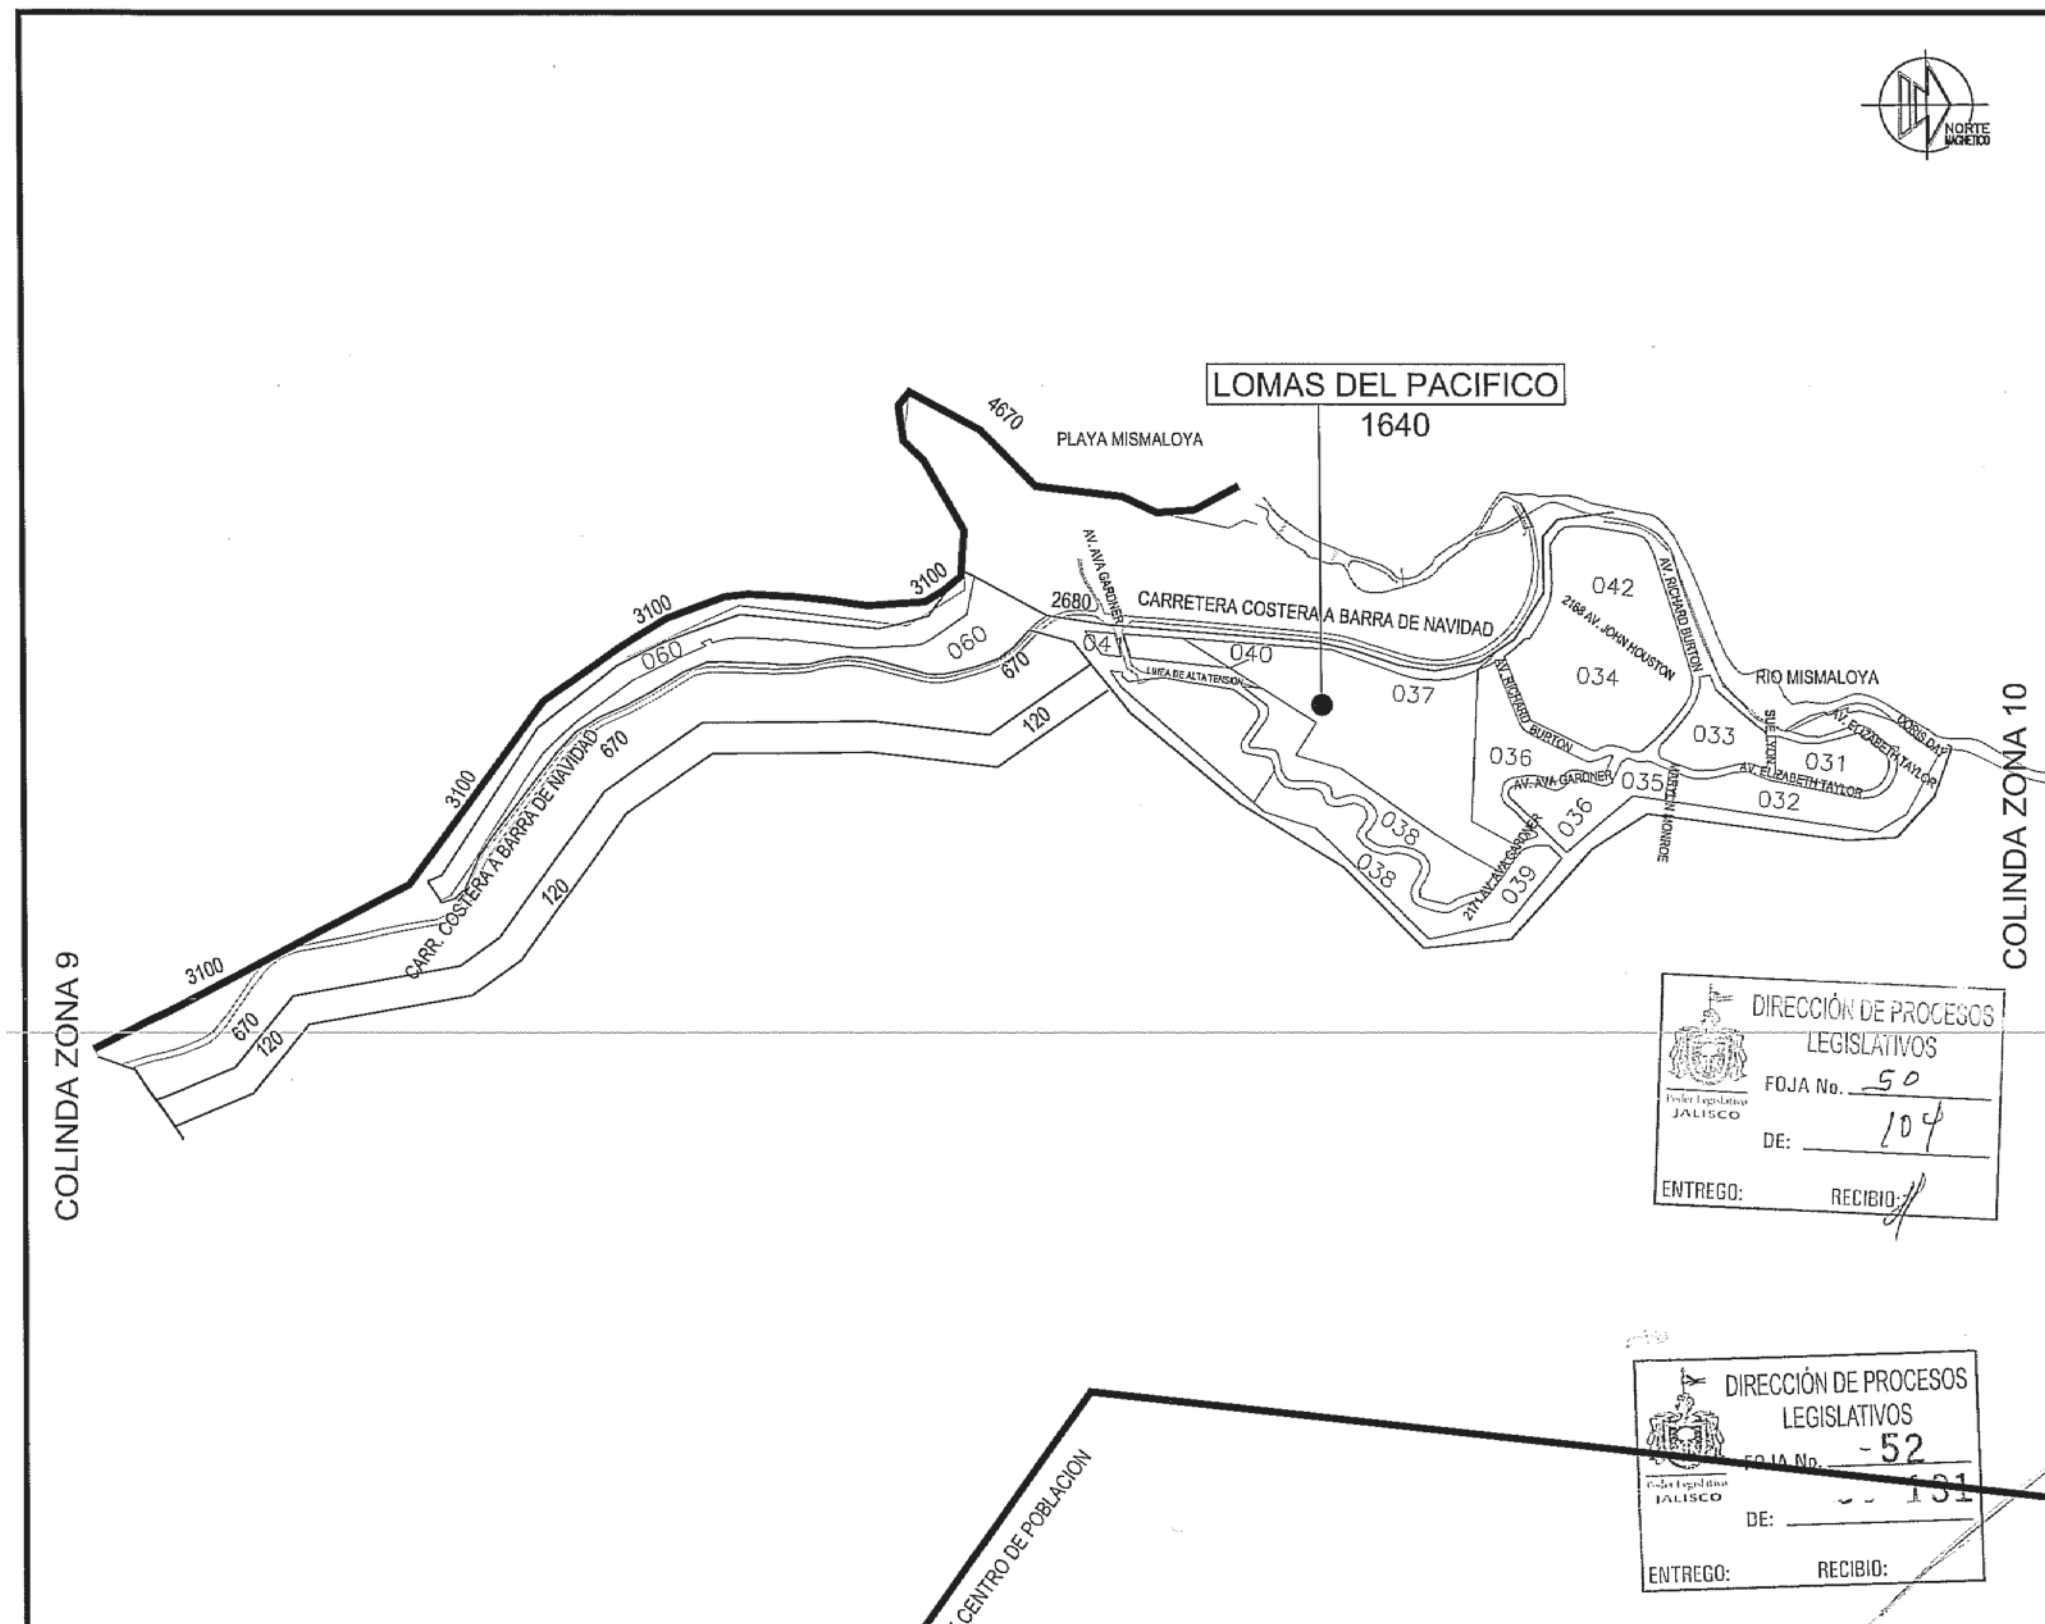 NORTE
MAGNETICO
LOMAS DEL PACIFICO
1640
4670
PLAYA MISMALOYA
3100
3100
3100
3100
2680
AV. AVA GARDNER
CARRETERA COSTERA A BARRA DE NAVIDAD
042
2168 AV. JOHN HOUSTON
AV. RICHARD BURTON
034
060
060
670
041
040
LINEA DE ALTA TENSION
037
AV. RICHARD BURTON
RIO MISMALOYA
SUE LYON
AV. ELIZABETH TAYLOR
DORIS DAY
033
031
036
AV. AVA GARDNER
035
AV. ELIZABETH TAYLOR
032
036
MARYLIN MONROE
038
038
2171 AV. AVA GARDNER
039
120
670
CARR. COSTERA A BARRA DE NAVIDAD
120
670
120
COLINDA ZONA 9
COLINDA ZONA 10
DIRECCIÓN DE PROCESOS
LEGISLATIVOS
FOJA No. 50
Poder Legislativo
JALISCO
DE: 104
ENTREGO: RECIBIO:
DIRECCIÓN DE PROCESOS
LEGISLATIVOS
FOJA No. -52
Poder Legislativo
JALISCO
131
DE:
ENTREGO: RECIBIO:
CENTRO DE POBLACION